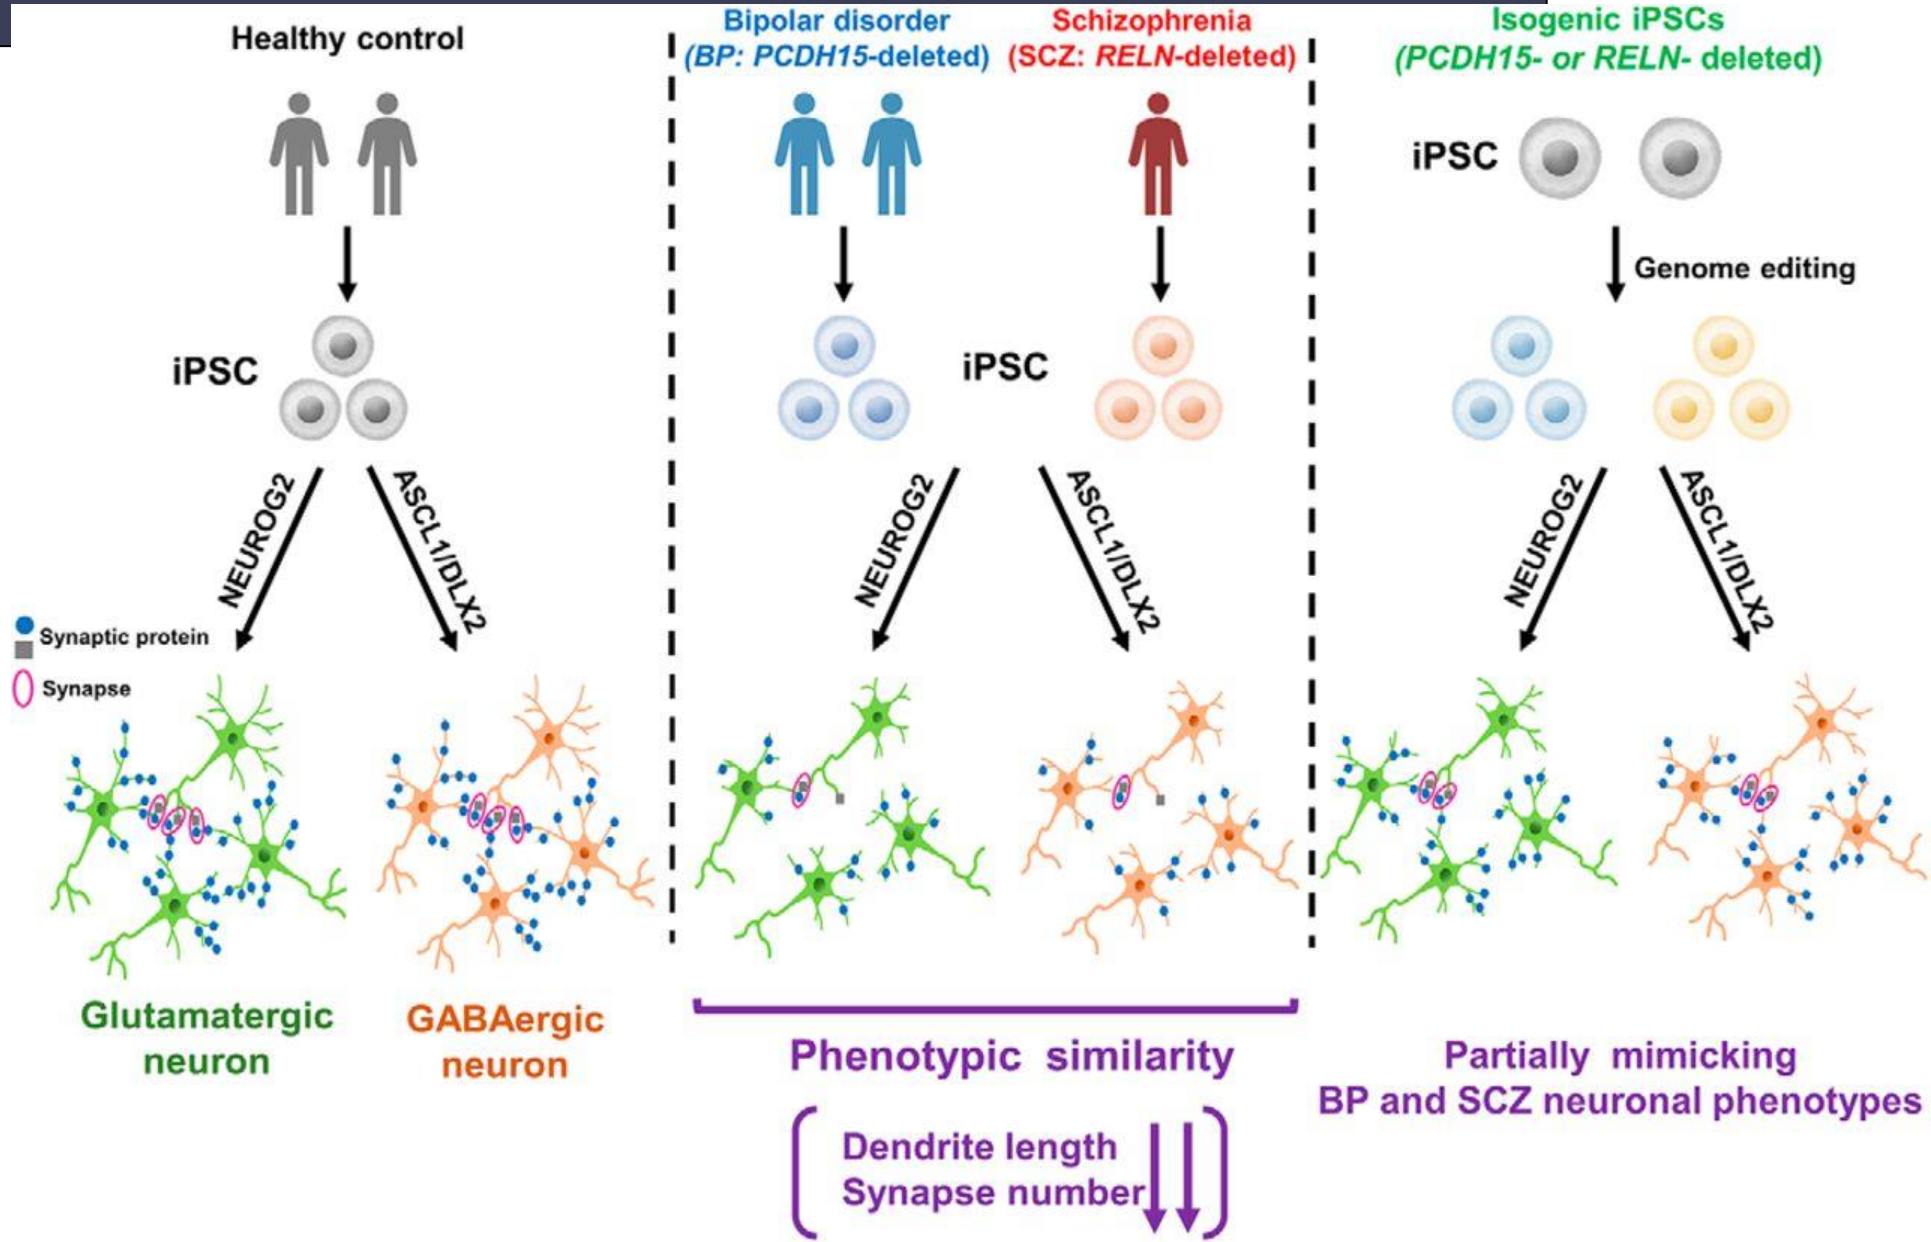 Healthy control
iPSC
NEUROG2
ASCL1/DLX2
Synaptic protein
Synapse
Glutamatergic
neuron
GABAergic
neuron
Bipolar disorder
(BP: PCDH15-deleted)
Schizophrenia
(SCZ: RELN-deleted)
iPSC
NEUROG2
ASCL1/DLX2
Phenotypic similarity
Dendrite length
Synapse number
Isogenic iPSCs
(PCDH15- or RELN- deleted)
iPSC
Genome editing
NEUROG2
ASCL1/DLX2
Partially mimicking
BP and SCZ neuronal phenotypes